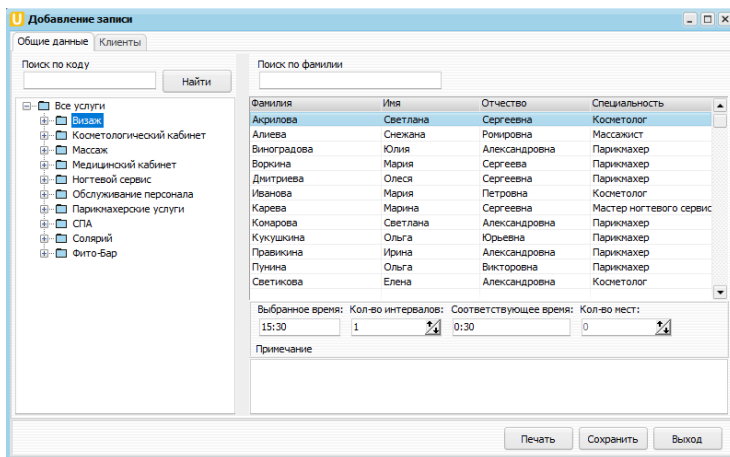 U Добавление записи
Общие данные Клиенты
Поиск по коду
Найти
Все услуги
Визаж
Косметологический кабинет
Массаж
Медицинский кабинет
Ногтевой сервис
Обслуживание персонала
Парикмахерские услуги
СПА
Солярий
Фито-Бар
Поиск по фамилии
Фамилия Имя Отчество Специальность
Акрилова Светлана Сергеевна Косметолог
Алиева Снежана Ромировна Массажист
Виноградова Юлия Александровна Парикмахер
Воркина Мария Сергеева Парикмахер
Дмитриева Олеся Сергеевна Парикмахер
Иванова Мария Петровна Косметолог
Карева Марина Сергеевна Мастер ногтевого сервис
Комарова Светлана Александровна Парикмахер
Кукушкина Ольга Юрьевна Парикмахер
Правикина Ирина Александровна Парикмахер
Пунина Ольга Викторовна Парикмахер
Светикова Елена Александровна Косметолог
Выбранное время: Кол-во интервалов: Соответствующее время: Кол-во мест:
15:30 1 0:30 0
Примечание
Печать Сохранить Выход